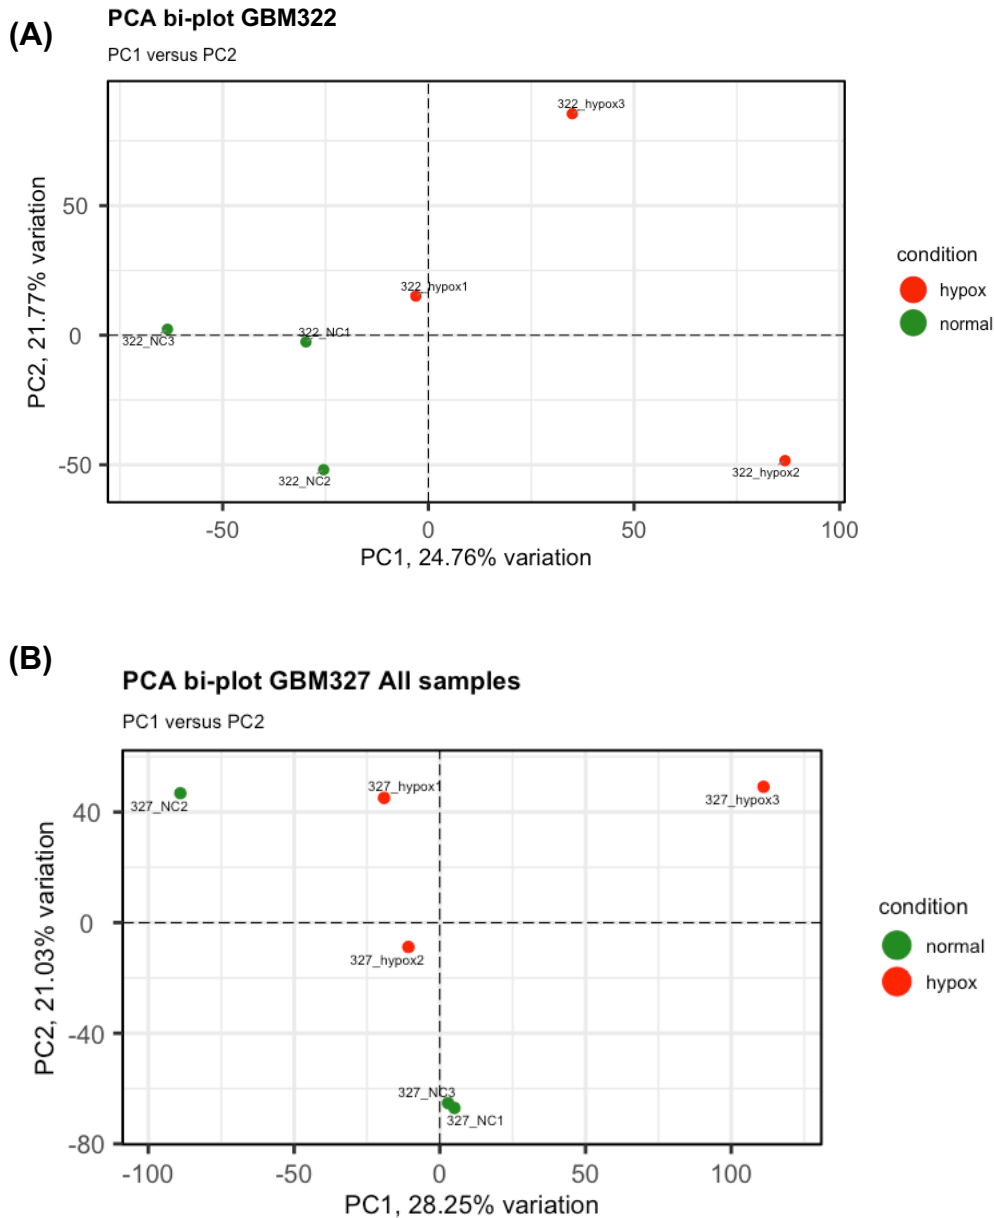 (A)
PCA bi-plot GBM322
PC1 versus PC2
322_hypox3
50
322_hypox1
0
322_NC3
322_NC1
-50
322_NC2
322_hypox2
-50
0
50
100
PC1, 24.76% variation
PC2, 21.77% variation
condition
hypox
normal
(B)
PCA bi-plot GBM327 All samples
PC1 versus PC2
327_NC2
327_hypox1
327_hypox3
40
0
327_hypox2
-40
327_NC3
327_NC1
-80
-100
-50
0
50
100
PC1, 28.25% variation
PC2, 21.03% variation
condition
normal
hypox